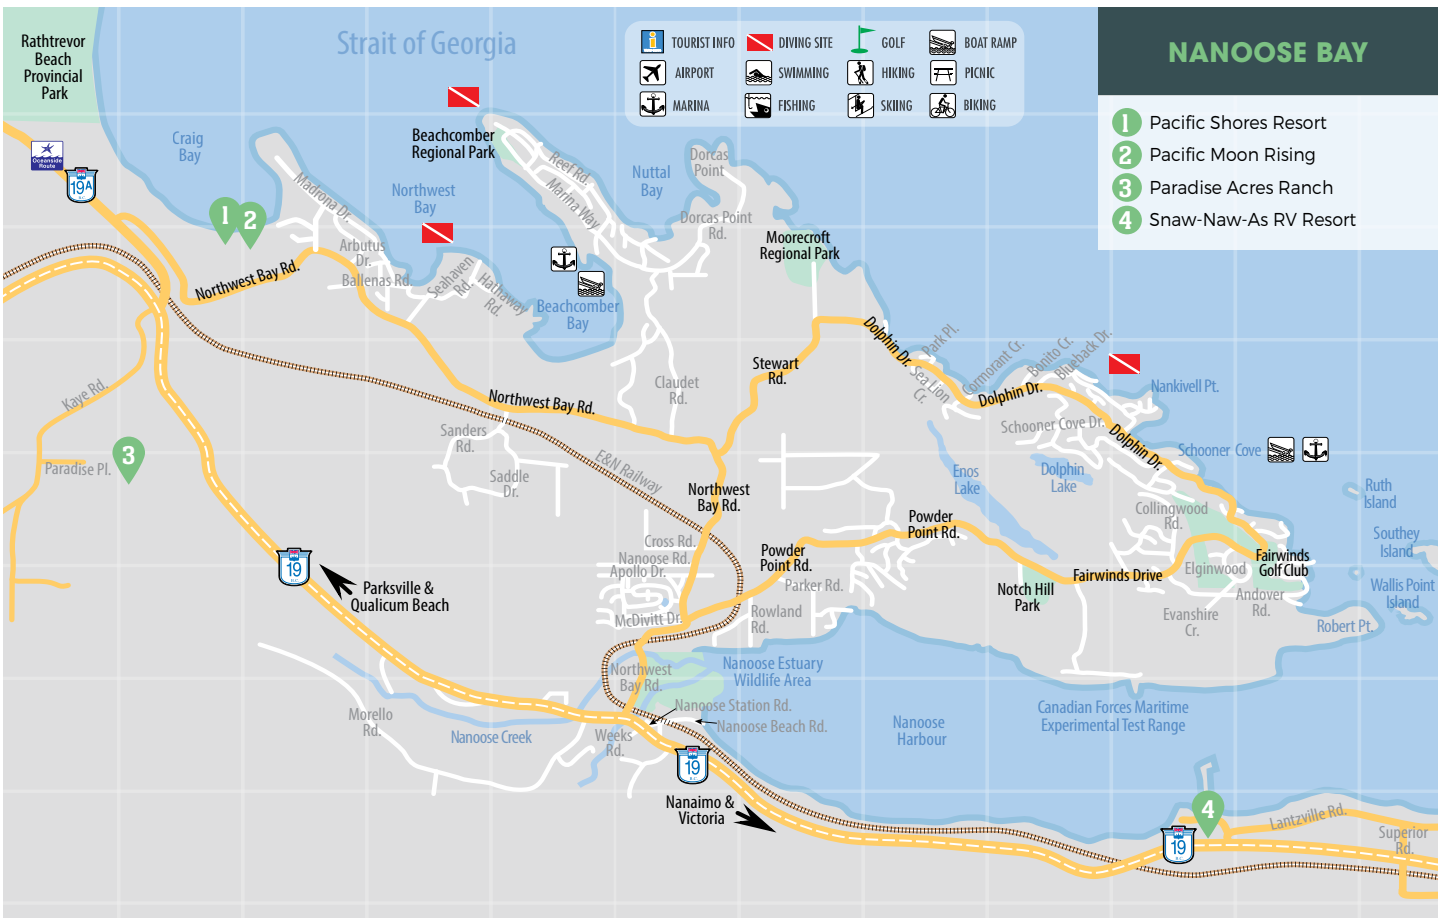 Rathtrevor
Beach
Provincial
Park
Strait of Georgia
TOURIST INFO
DIVING SITE
GOLF
BOAT RAMP
AIRPORT
SWIMMING
HIKING
PICNIC
MARINA
FISHING
SKIING
BIKING
NANOOSE BAY
1 Pacific Shores Resort
2 Pacific Moon Rising
3 Paradise Acres Ranch
4 Snaw-Naw-As RV Resort
Craig
Bay
Oceanside
Route
19A
Beachcomber
Regional Park
Reef Rd.
Marina Way
Nuttal
Bay
Dorcas
Point
Dorcas Point
Rd.
Madrona Dr.
Northwest
Bay
1
2
Arbutus
Dr.
Ballenas Rd.
Seahaven
Rd.
Hathaway
Rd.
Northwest Bay Rd.
Beachcomber
Bay
Moorecroft
Regional Park
Dolphin Dr.
Park Pl.
Sea Lion
Cr.
Cormorant Cr.
Bonito Cr.
Blueback Dr.
Dolphin Dr.
Nankivell Pt.
Stewart
Rd.
Claudet
Rd.
Kaye Rd.
Northwest Bay Rd.
Schooner Cove Dr.
Dolphin Dr.
Schooner Cove
Sanders
Rd.
Paradise Pl.
3
E&N Railway
Saddle
Dr.
Enos
Lake
Dolphin
Lake
Ruth
Island
Northwest
Bay Rd.
Collingwood
Rd.
Powder
Point Rd.
Southey
Island
Cross Rd.
Nanoose Rd.
Apollo Dr.
Powder
Point Rd.
Fairwinds
Golf Club
Elginwood
Fairwinds Drive
19
Parksville &
Qualicum Beach
Parker Rd.
Notch Hill
Park
Wallis Point
Island
Andover
Rd.
McDivitt Dr.
Rowland
Rd.
Evanshire
Cr.
Robert Pt.
Northwest
Bay Rd.
Nanoose Estuary
Wildlife Area
Nanoose Station Rd.
Nanoose Beach Rd.
Morello
Rd.
Nanoose Creek
Weeks
Rd.
Nanoose
Harbour
Canadian Forces Maritime
Experimental Test Range
19
Nanaimo &
Victoria
4
Lantzville Rd.
19
Superior
Rd.